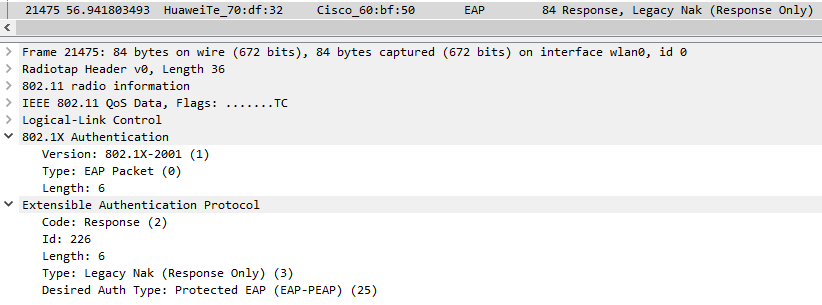 21475 56.941803493 HuaweiTe_70:df:32 Cisco_60:bf:50 EAP 84 Response, Legacy Nak (Response Only)
Frame 21475: 84 bytes on wire (672 bits), 84 bytes captured (672 bits) on interface wlan0, id 0
Radiotap Header v0, Length 36
802.11 radio information
IEEE 802.11 QoS Data, Flags: .......TC
Logical-Link Control
802.1X Authentication
Version: 802.1X-2001 (1)
Type: EAP Packet (0)
Length: 6
Extensible Authentication Protocol
Code: Response (2)
Id: 226
Length: 6
Type: Legacy Nak (Response Only) (3)
Desired Auth Type: Protected EAP (EAP-PEAP) (25)